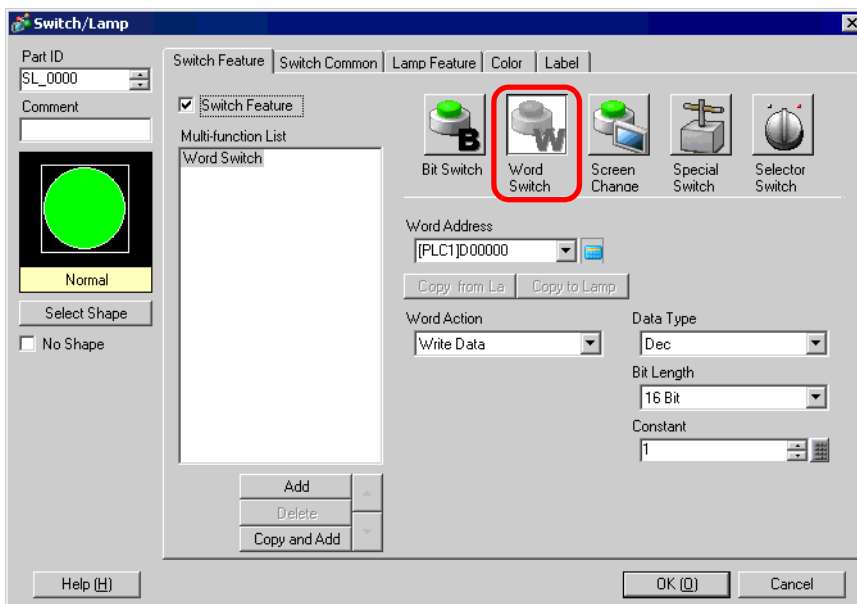 Switch/Lamp
Part ID
SL_0000
Comment
Normal
Select Shape
No Shape
Switch Feature
Switch Common
Lamp Feature
Color
Label
Switch Feature
Multi-function List
Word Switch
Add
Delete
Copy and Add
B
Bit Switch
W
Word
Switch
Screen
Change
Special
Switch
Selector
Switch
Word Address
[PLC1]D00000
Copy from La
Copy to Lamp
Word Action
Write Data
Data Type
Dec
Bit Length
16 Bit
Constant
1
Help (H)
OK (O)
Cancel